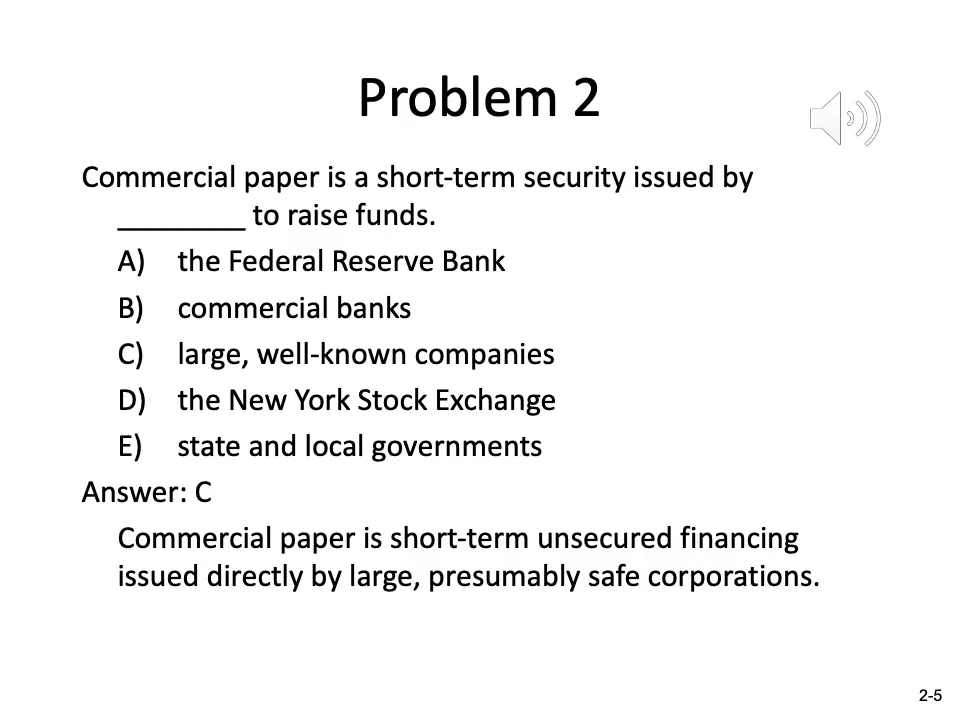 Problem 2
Commercial paper is a short-term security issued by
________ to raise funds.
A) the Federal Reserve Bank
B) commercial banks
C) large, well-known companies
D) the New York Stock Exchange
E) state and local governments
Answer: C
Commercial paper is short-term unsecured financing
issued directly by large, presumably safe corporations.
2-5